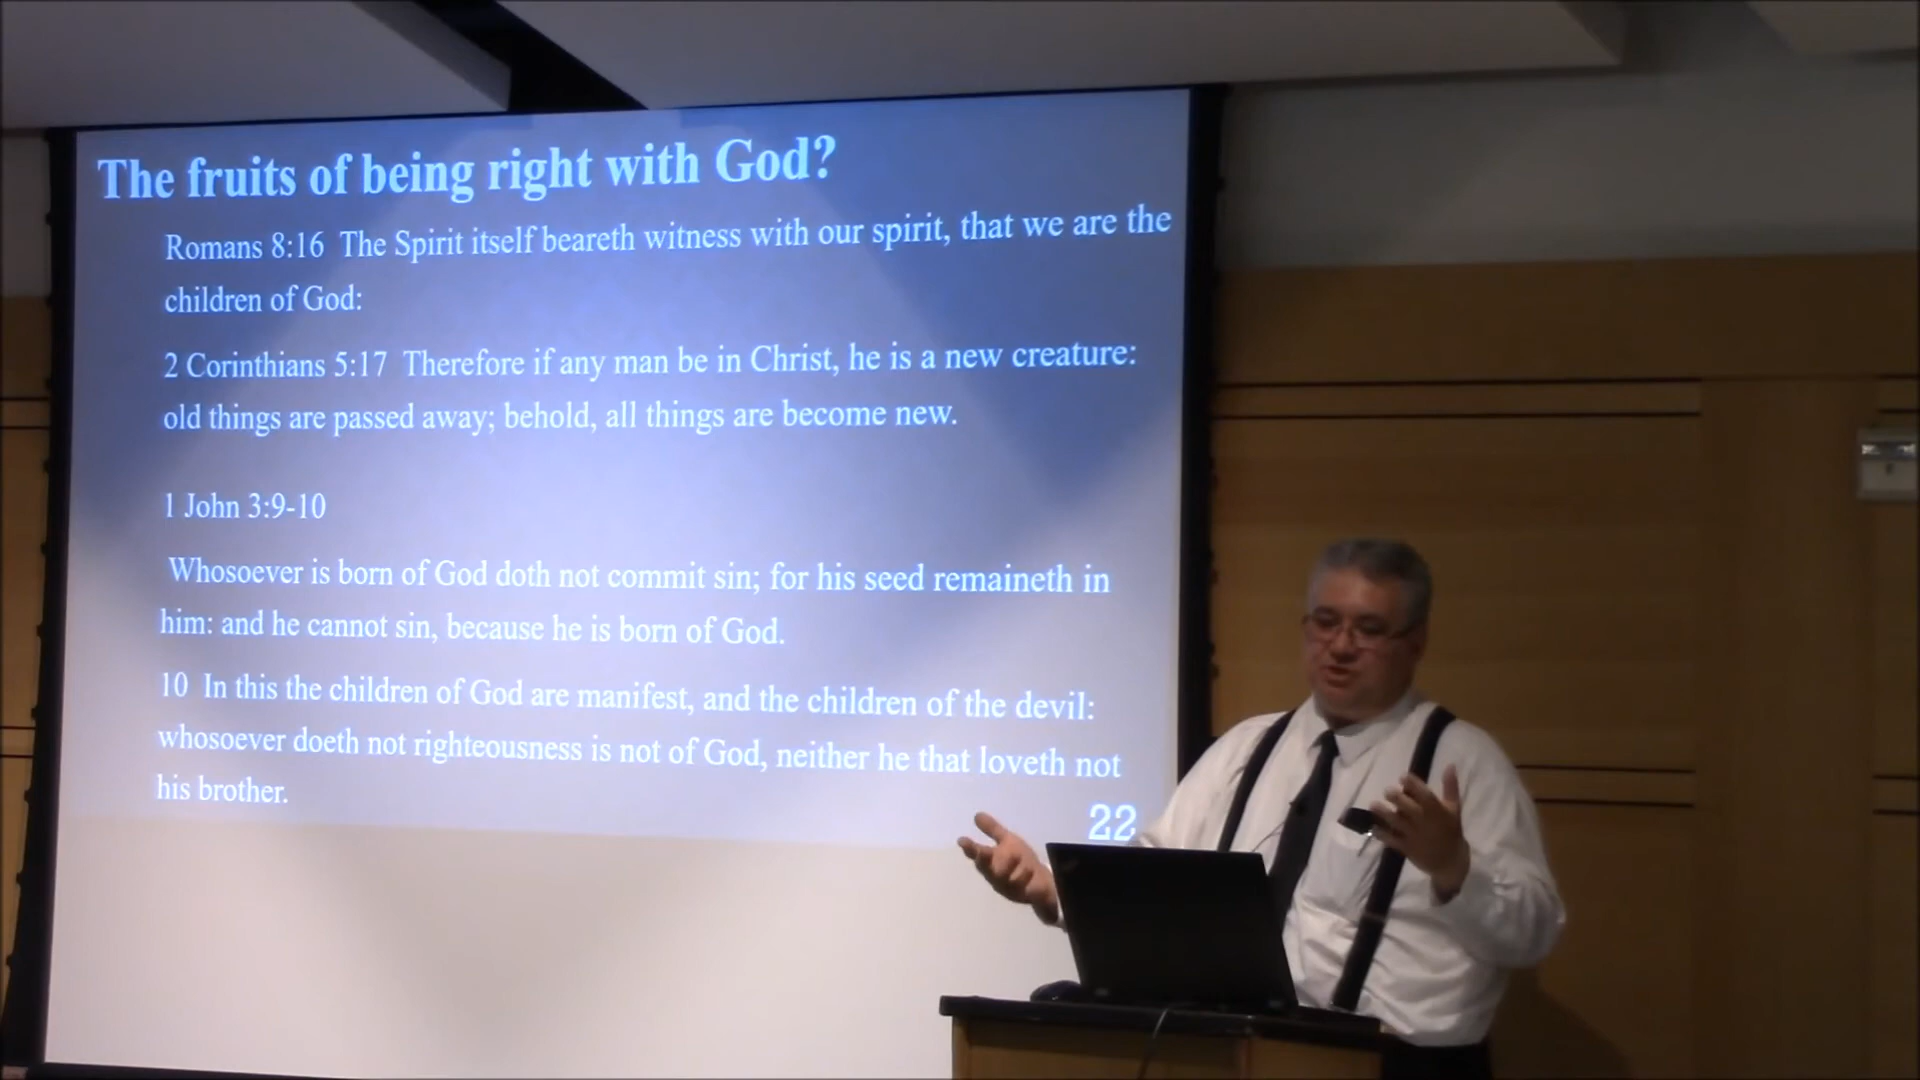 The fruits of being right with God?
Romans 8:16 The Spirit itself beareth witness with our spirit, that we are the
children of God:
2 Corinthians 5:17 Therefore if any man be in Christ, he is a new creature:
old things are passed away; behold, all things are become new.
1 John 3:9-10
Whosoever is born of God doth not commit sin; for his seed remaineth in
him: and he cannot sin, because he is born of God.
10 In this the children of God are manifest, and the children of the devil:
whosoever doeth not righteousness is not of God, neither he that loveth not
his brother.
22